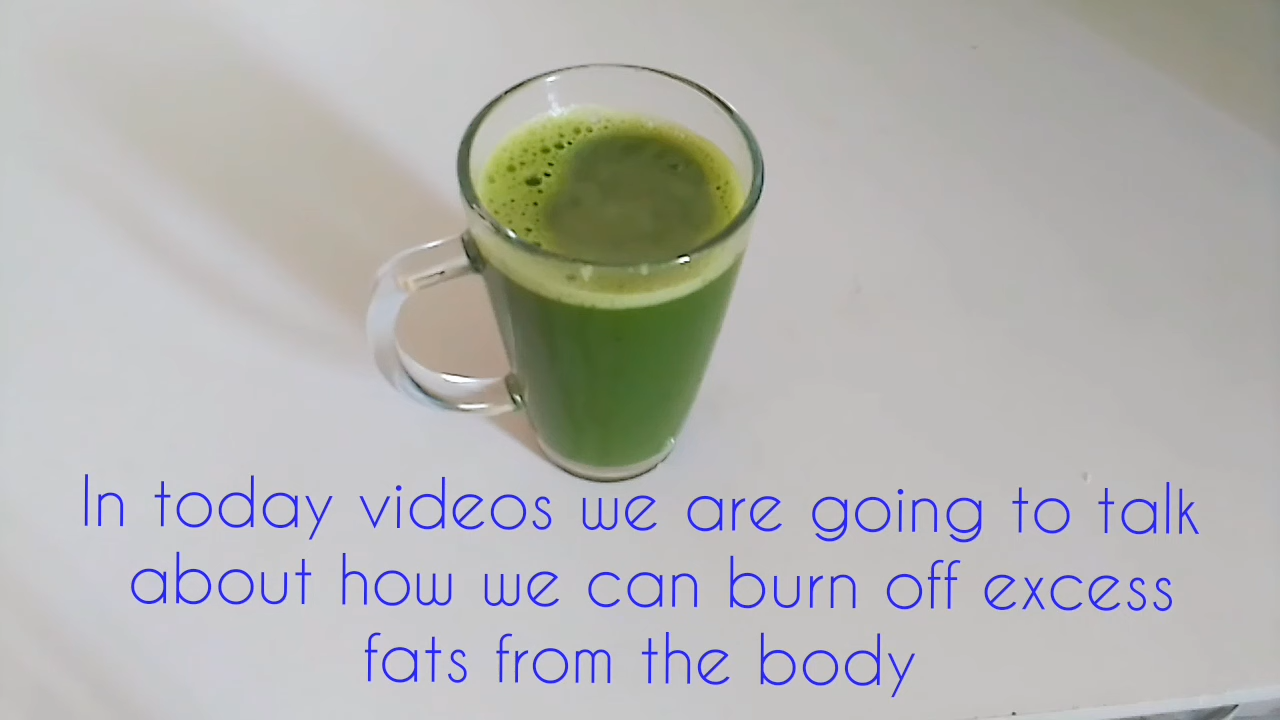 In today videos we are going to talk
about how we can burn off excess
fats from the body